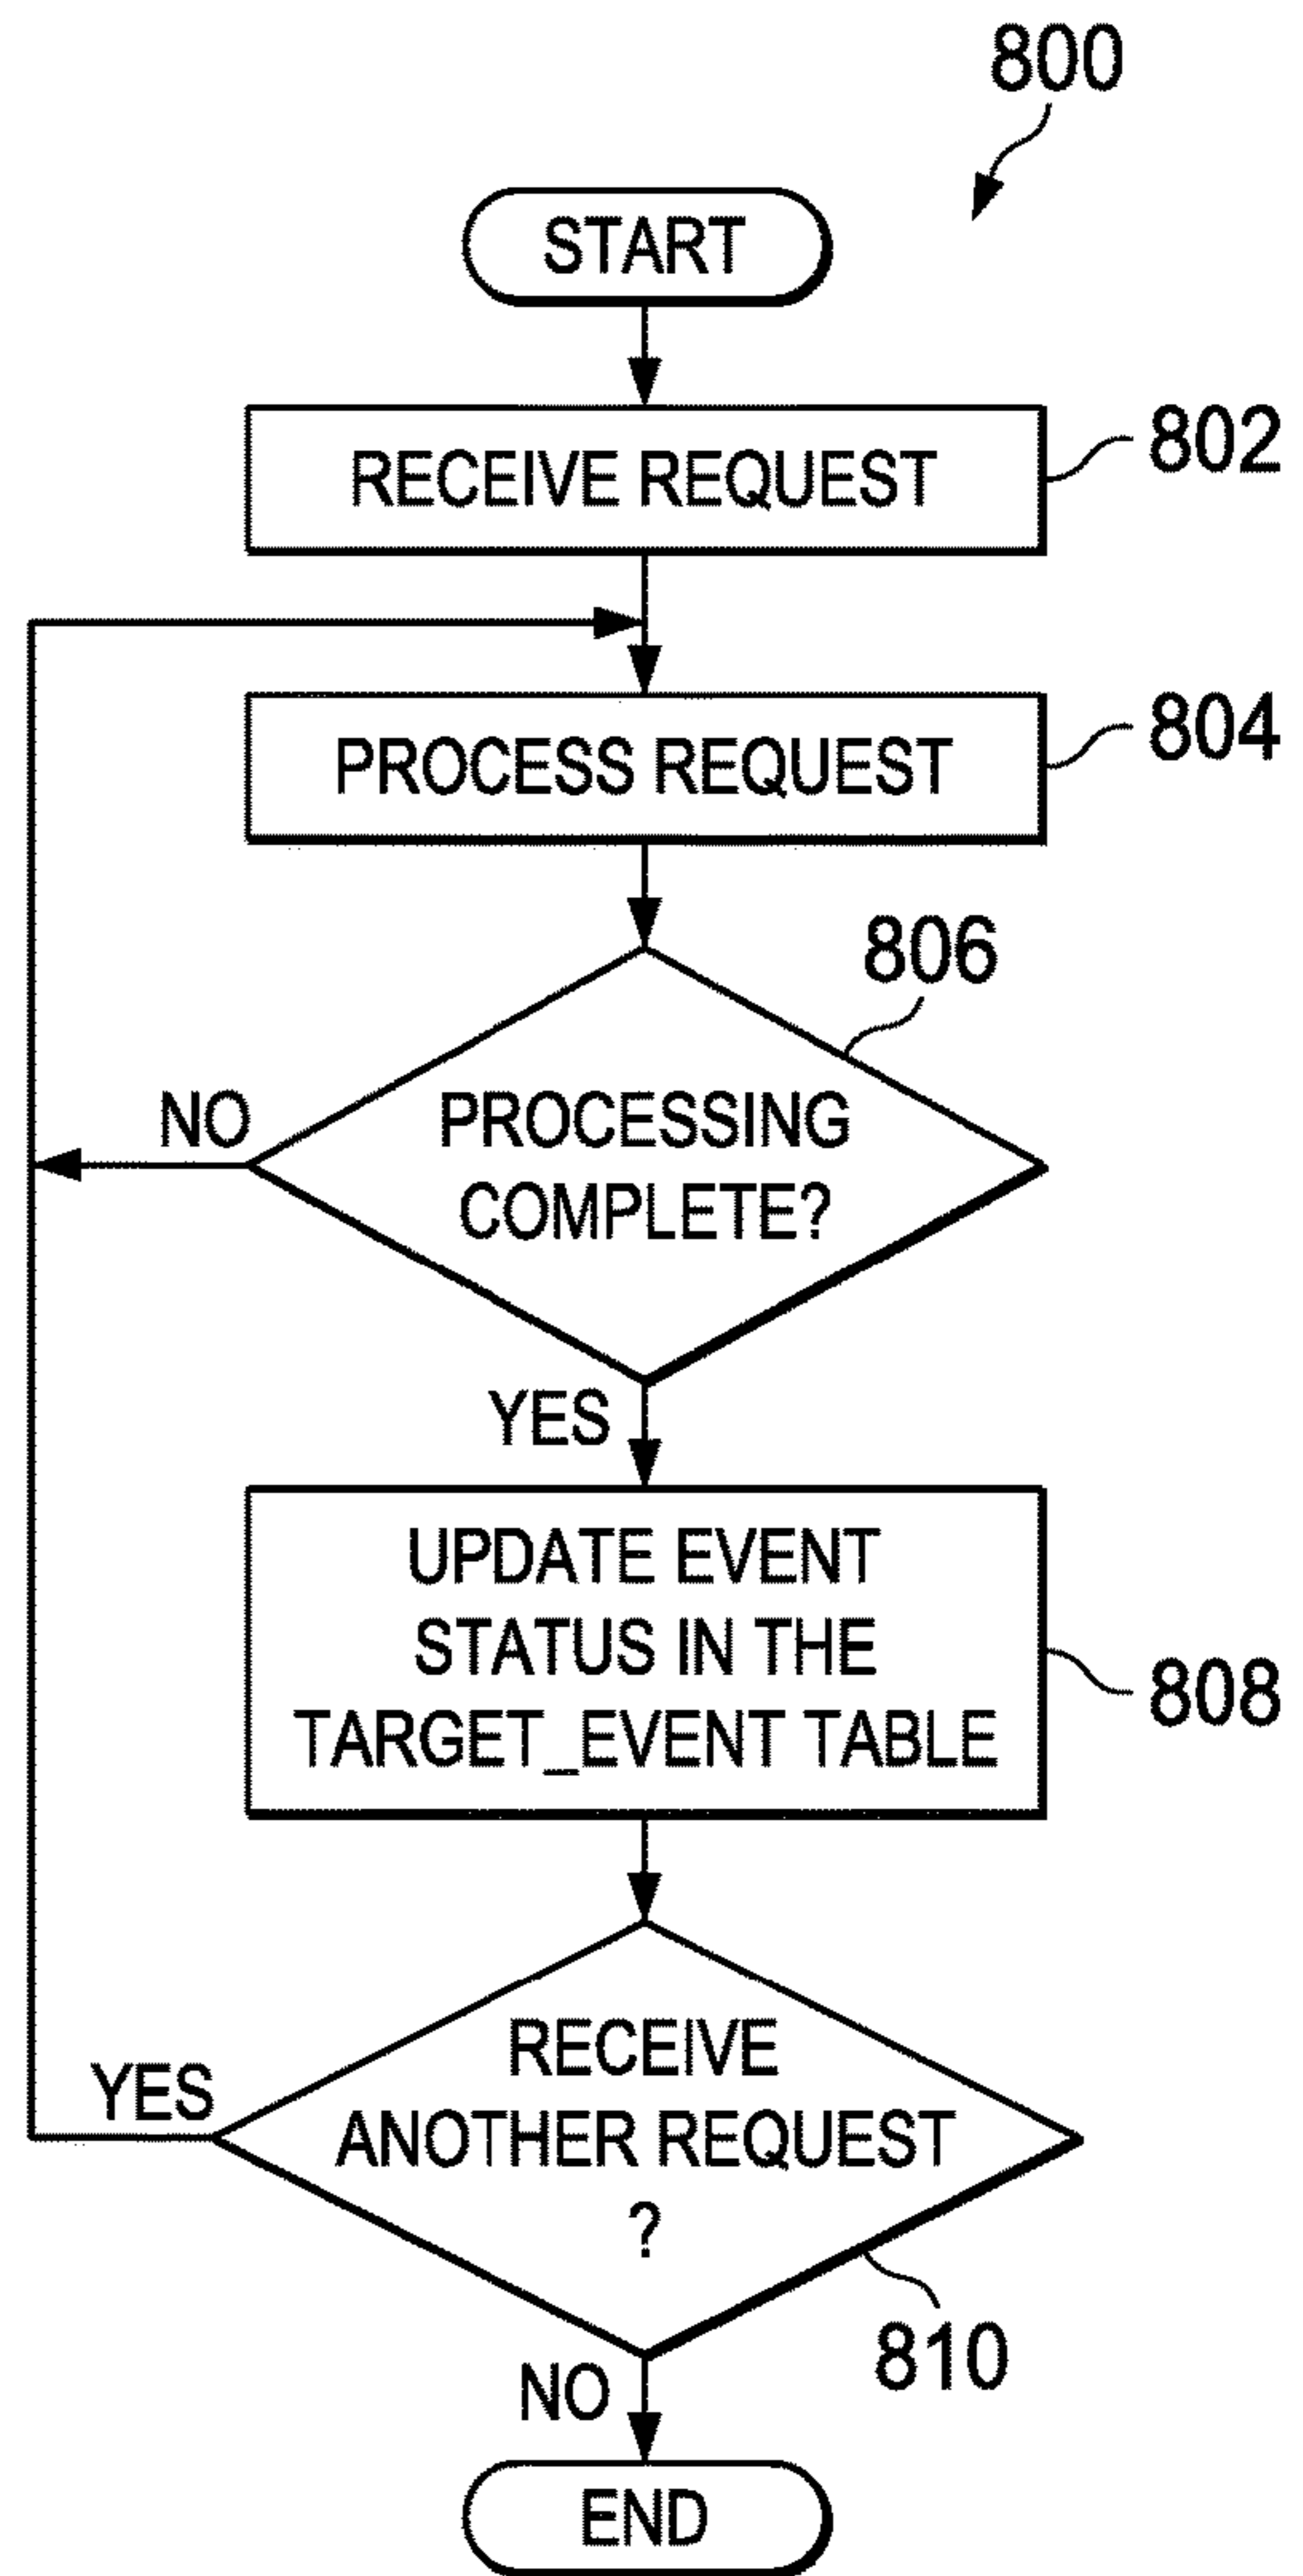 800
START
RECEIVE REQUEST
802
PROCESS REQUEST
804
806
PROCESSING
COMPLETE?
NO
YES
UPDATE EVENT
STATUS IN THE
TARGET_EVENT TABLE
808
RECEIVE
ANOTHER REQUEST
?
YES
810
NO
END